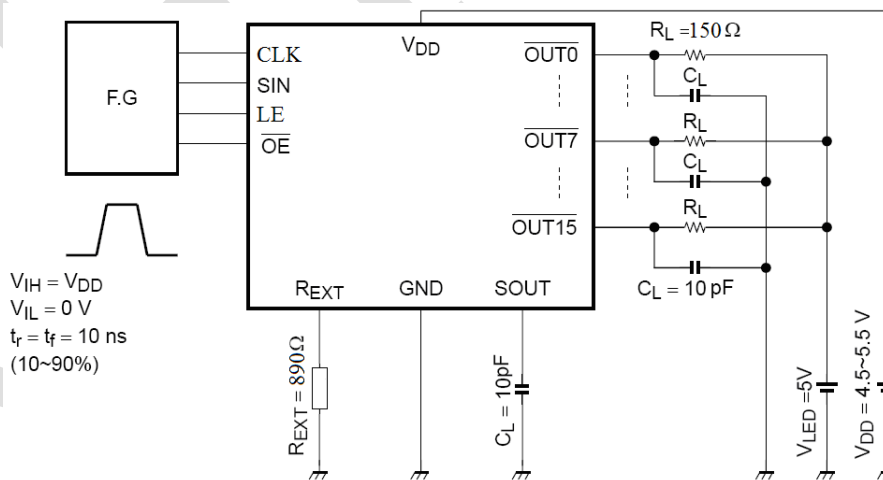 F.G
CLK
SIN
LE
OE
VDD
OUT0
OUT7
OUT15
REXT
GND
SOUT
RL =150Ω
CL
RL
CL
RL
CL = 10 pF
VIH = VDD
VIL = 0 V
tr = tf = 10 ns
(10~90%)
REXT = 890Ω
CL = 10pF
VLED =5V
VDD = 4.5~5.5 V